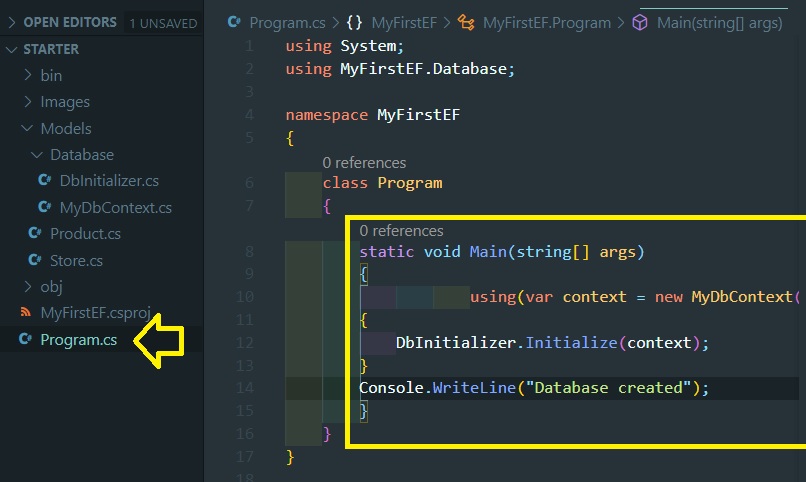 OPEN EDITORS 1 UNSAVED
STARTER
bin
Images
Models
Database
C# DbInitializer.cs
C# MyDbContext.cs
C# Product.cs
C# Store.cs
obj
MyFirstEF.csproj
C# Program.cs
C# Program.cs > {} MyFirstEF > MyFirstEF.Program > Main(string[] args)
1 using System;
2 using MyFirstEF.Database;
3
4 namespace MyFirstEF
5 {
0 references
6 class Program
7 {
0 references
8 static void Main(string[] args)
9 {
10 using(var context = new MyDbContext(
11 {
12 DbInitializer.Initialize(context);
13 }
14 Console.WriteLine("Database created");
15 }
16 }
17 }
18